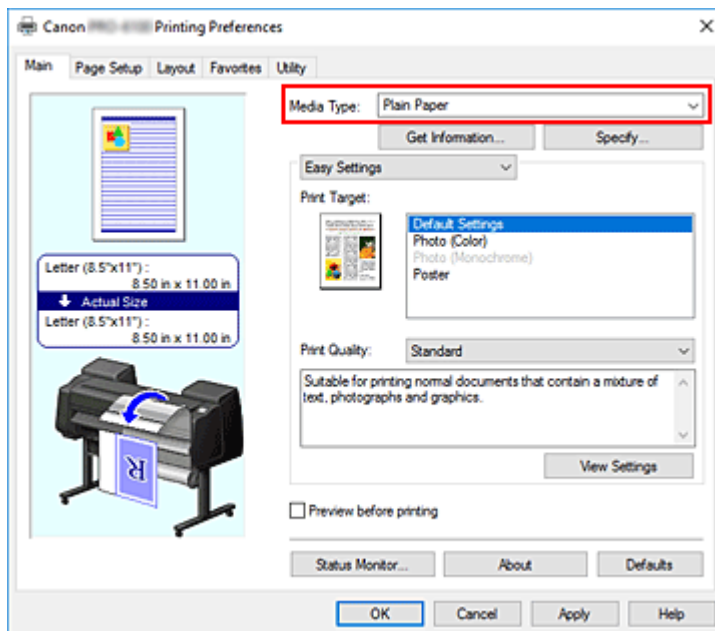 Canon Printing Preferences
Main Page Setup Layout Favorites Utility
Media Type: Plain Paper
Get Information... Specify...
Easy Settings
Print Target:
Default Settings
Photo (Color)
Photo (Monochrome)
Poster
Letter (8.5"x11") :
8.50 in x 11.00 in
Actual Size
Letter (8.5"x11") :
8.50 in x 11.00 in
Print Quality: Standard
Suitable for printing normal documents that contain a mixture of
text, photographs and graphics.
View Settings
Preview before printing
Status Monitor... About Defaults
OK Cancel Apply Help
R